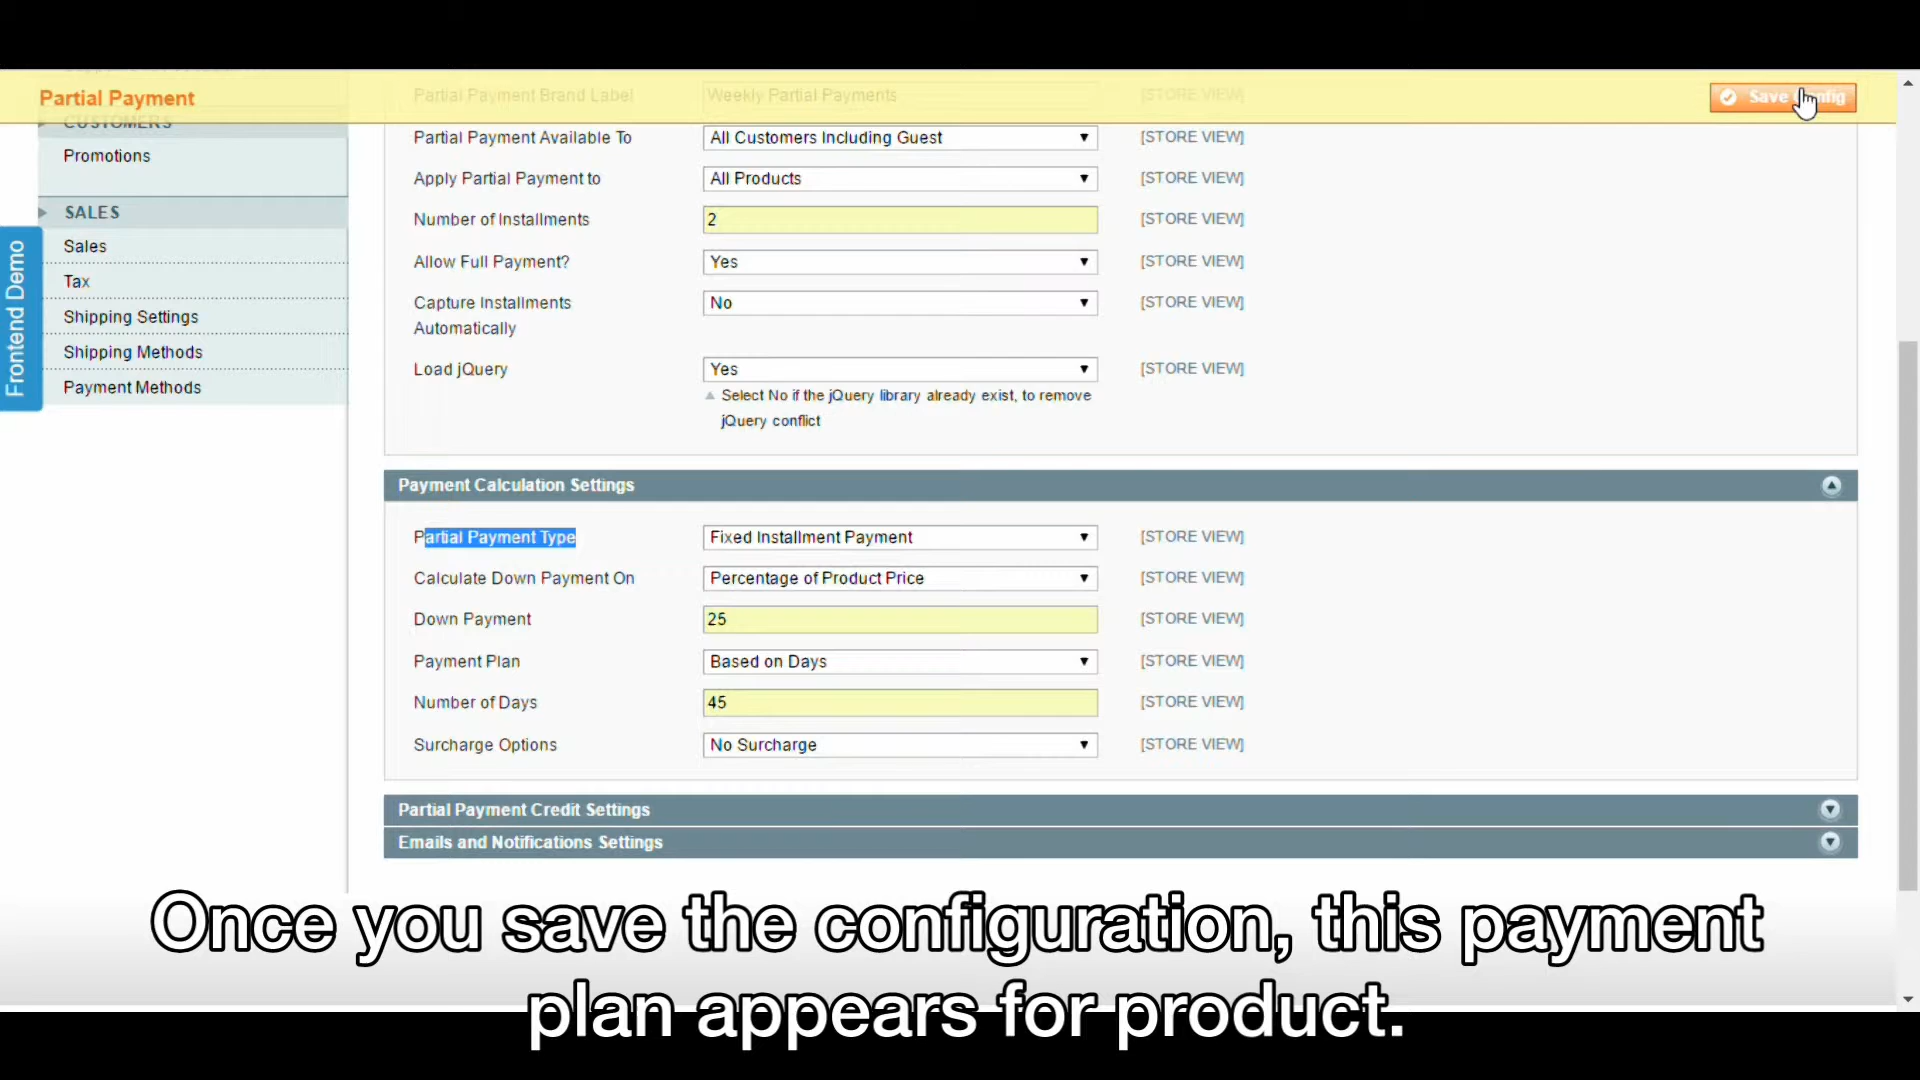 Partial Payment
Save Config
Partial Payment Brand Label
Weekly Partial Payments
[STORE VIEW]
CUSTOMERS
Promotions
SALES
Sales
Tax
Shipping Settings
Shipping Methods
Payment Methods
Frontend Demo
Partial Payment Available To
All Customers Including Guest
[STORE VIEW]
Apply Partial Payment to
All Products
[STORE VIEW]
Number of Installments
2
[STORE VIEW]
Allow Full Payment?
Yes
[STORE VIEW]
Capture Installments
Automatically
No
[STORE VIEW]
Load jQuery
Yes
[STORE VIEW]
Select No if the jQuery library already exist, to remove
jQuery conflict
Payment Calculation Settings
Partial Payment Type
Fixed Installment Payment
[STORE VIEW]
Calculate Down Payment On
Percentage of Product Price
[STORE VIEW]
Down Payment
25
[STORE VIEW]
Payment Plan
Based on Days
[STORE VIEW]
Number of Days
45
[STORE VIEW]
Surcharge Options
No Surcharge
[STORE VIEW]
Partial Payment Credit Settings
Emails and Notifications Settings
Once you save the configuration, this payment
plan appears for product.